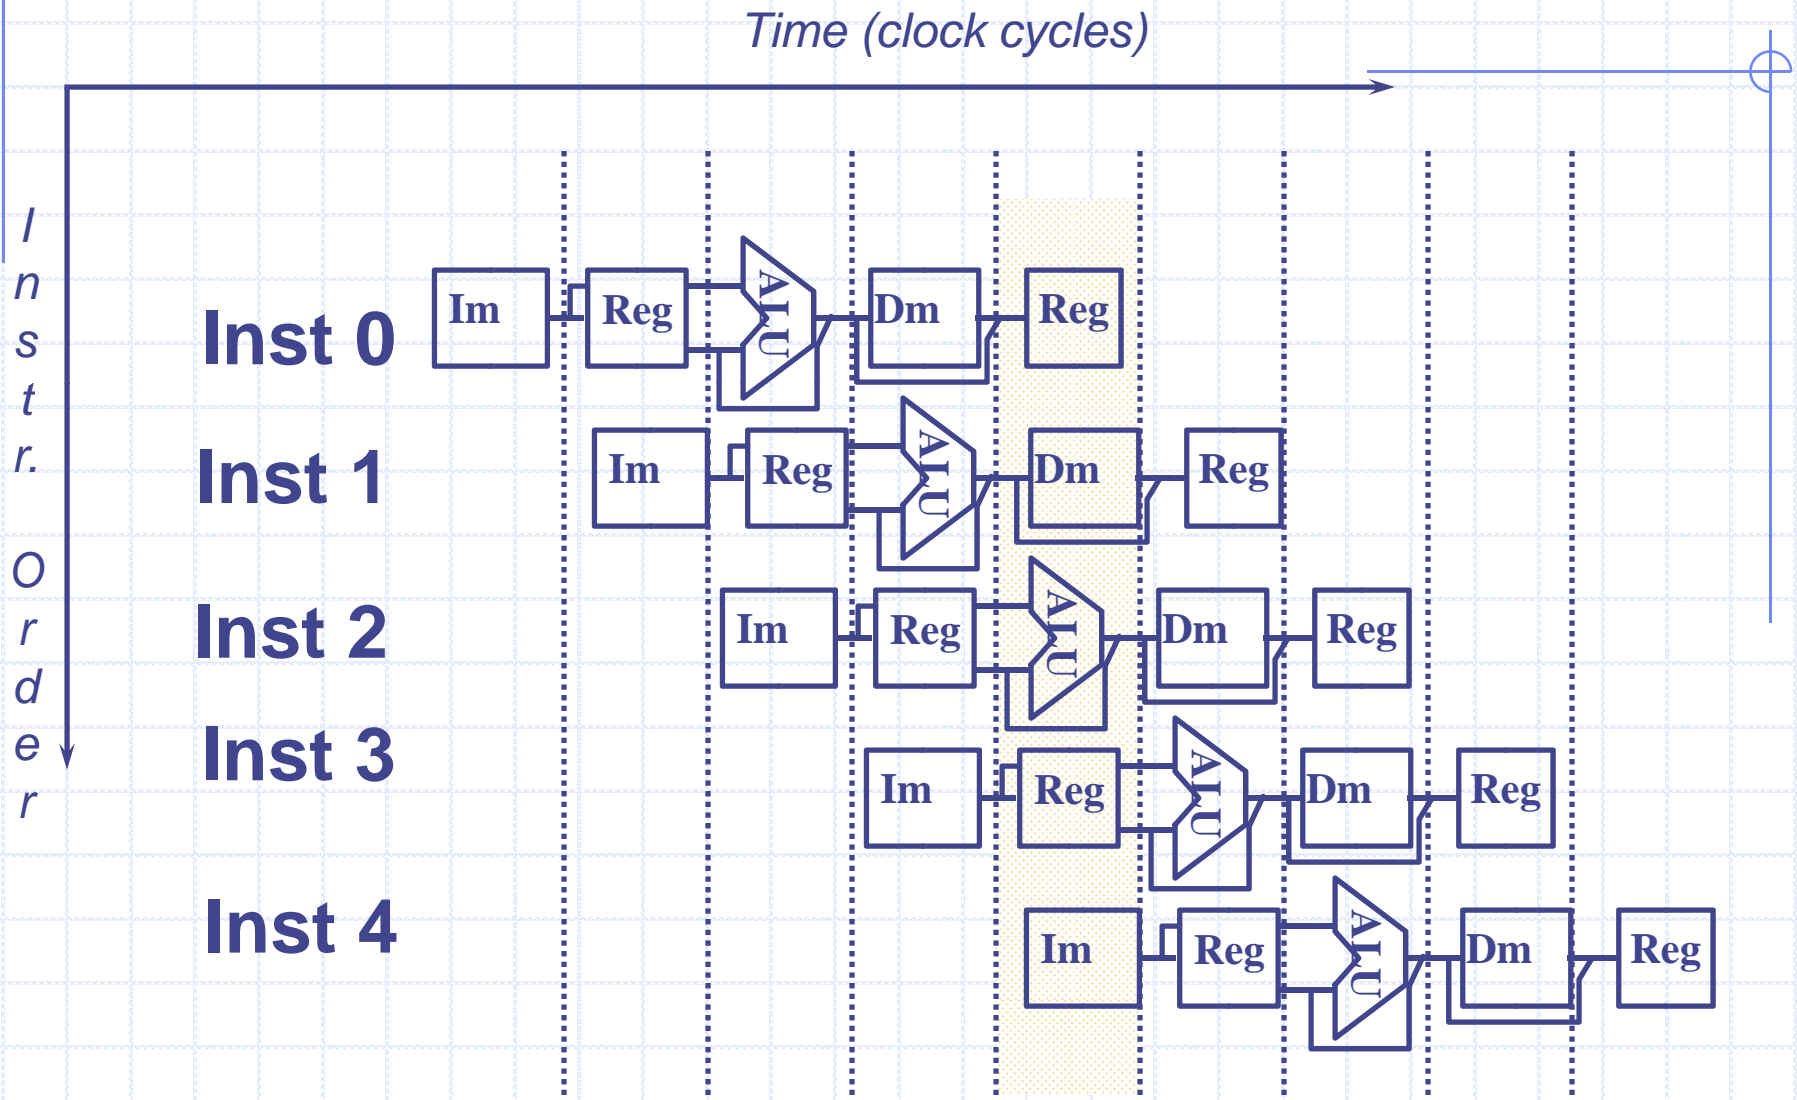 Time (clock cycles)
Instr. Order
Inst 0 Im Reg ALU Dm Reg
Inst 1 Im Reg ALU Dm Reg
Inst 2 Im Reg ALU Dm Reg
Inst 3 Im Reg ALU Dm Reg
Inst 4 Im Reg ALU Dm Reg